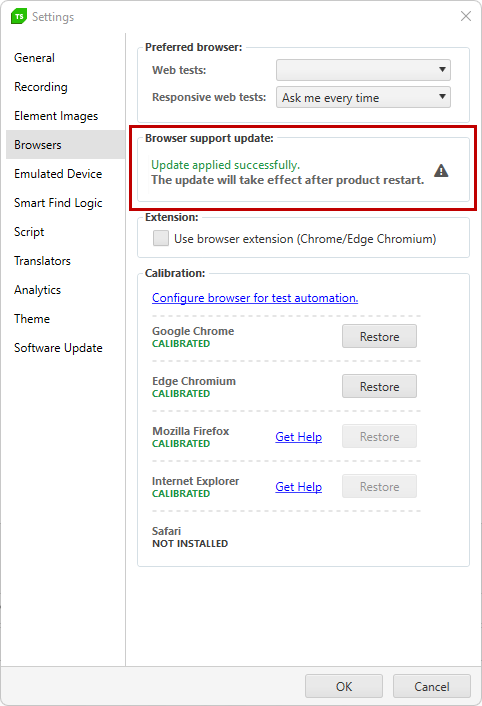 TS Settings
General
Recording
Element Images
Browsers
Emulated Device
Smart Find Logic
Script
Translators
Analytics
Theme
Software Update
Preferred browser:
Web tests:
Responsive web tests: Ask me every time
Browser support update:
Update applied successfully.
The update will take effect after product restart.
Extension:
Use browser extension (Chrome/Edge Chromium)
Calibration:
Configure browser for test automation.
Google Chrome
CALIBRATED
Restore
Edge Chromium
CALIBRATED
Restore
Mozilla Firefox
CALIBRATED
Get Help
Restore
Internet Explorer
CALIBRATED
Get Help
Restore
Safari
NOT INSTALLED
OK
Cancel